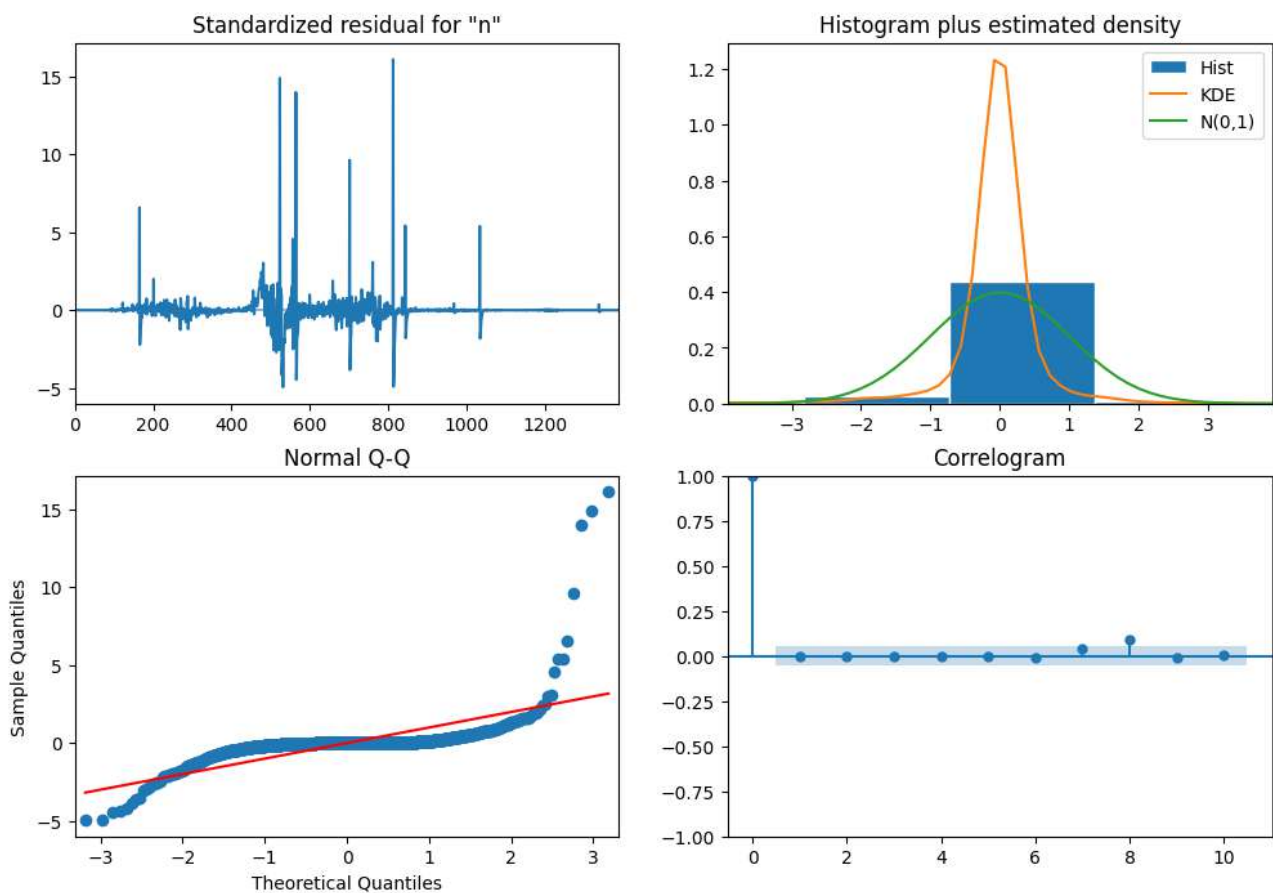 Standardized residual for "n"
15
10
5
0
−5
0 200 400 600 800 1000 1200
Histogram plus estimated density
1.2
1.0
0.8
0.6
0.4
0.2
0.0
−3 −2 −1 0 1 2 3
Hist
KDE
N(0,1)
Normal Q-Q
Sample Quantiles
15
10
5
0
−5
−3 −2 −1 0 1 2 3
Theoretical Quantiles
Correlogram
1.00
0.75
0.50
0.25
0.00
−0.25
−0.50
−0.75
−1.00
0 2 4 6 8 10